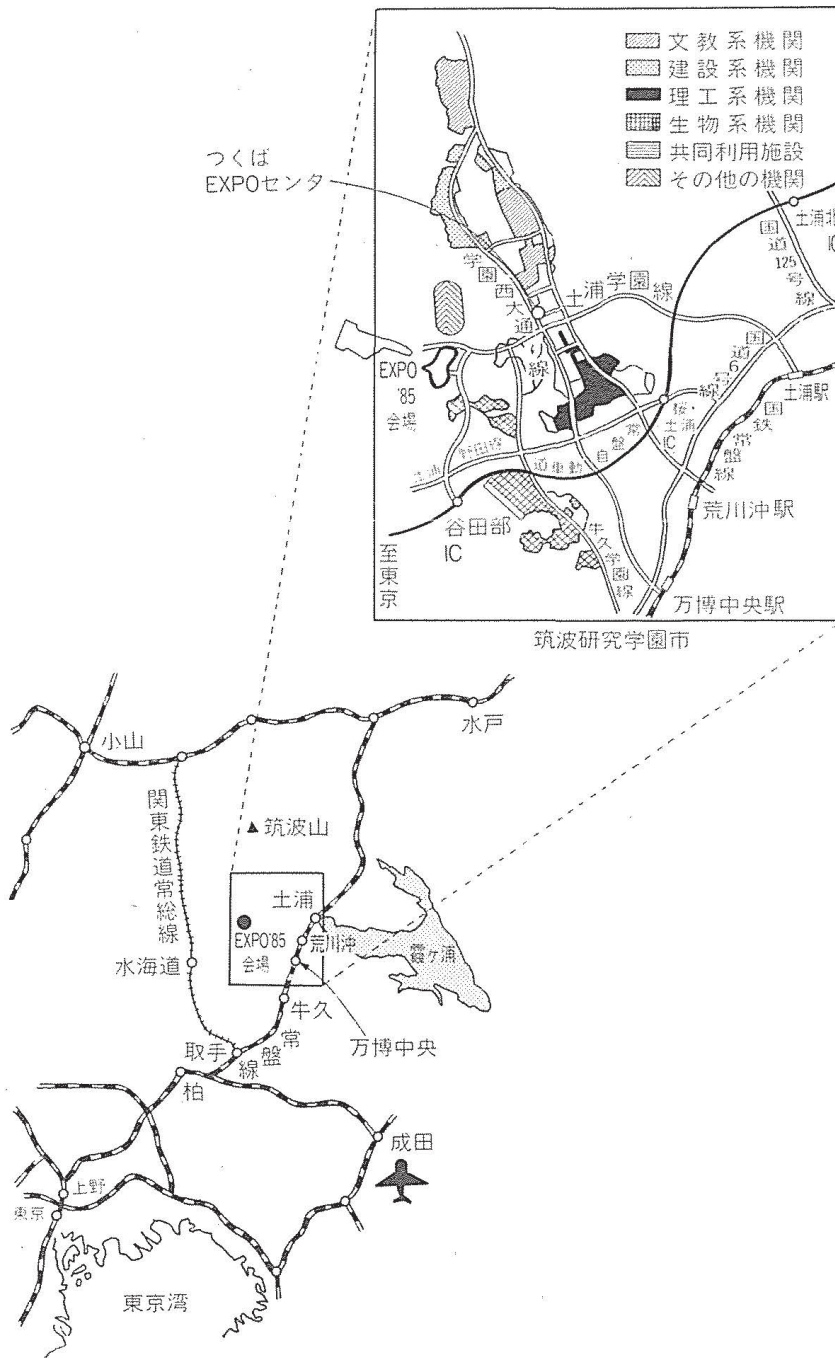 文教系機関
建設系機関
理工系機関
生物系機関
共同利用施設
その他の機関
つくば
EXPOセンタ
土浦北
IC
国道125号線
学園西大通り線
土浦学園線
EXPO
'85
会場
国道6号線
土浦駅
桜・
土浦
IC
国鉄常盤線
常盤自動車道
荒川沖駅
谷田部
IC
牛久学園線
至東京
万博中央駅
筑波研究学園市
水戸
小山
関東鉄道常総線
筑波山
土浦
EXPO'85
会場
荒川沖
霞ヶ浦
水海道
牛久
万博中央
取手
常盤線
柏
成田
上野
東京
東京湾